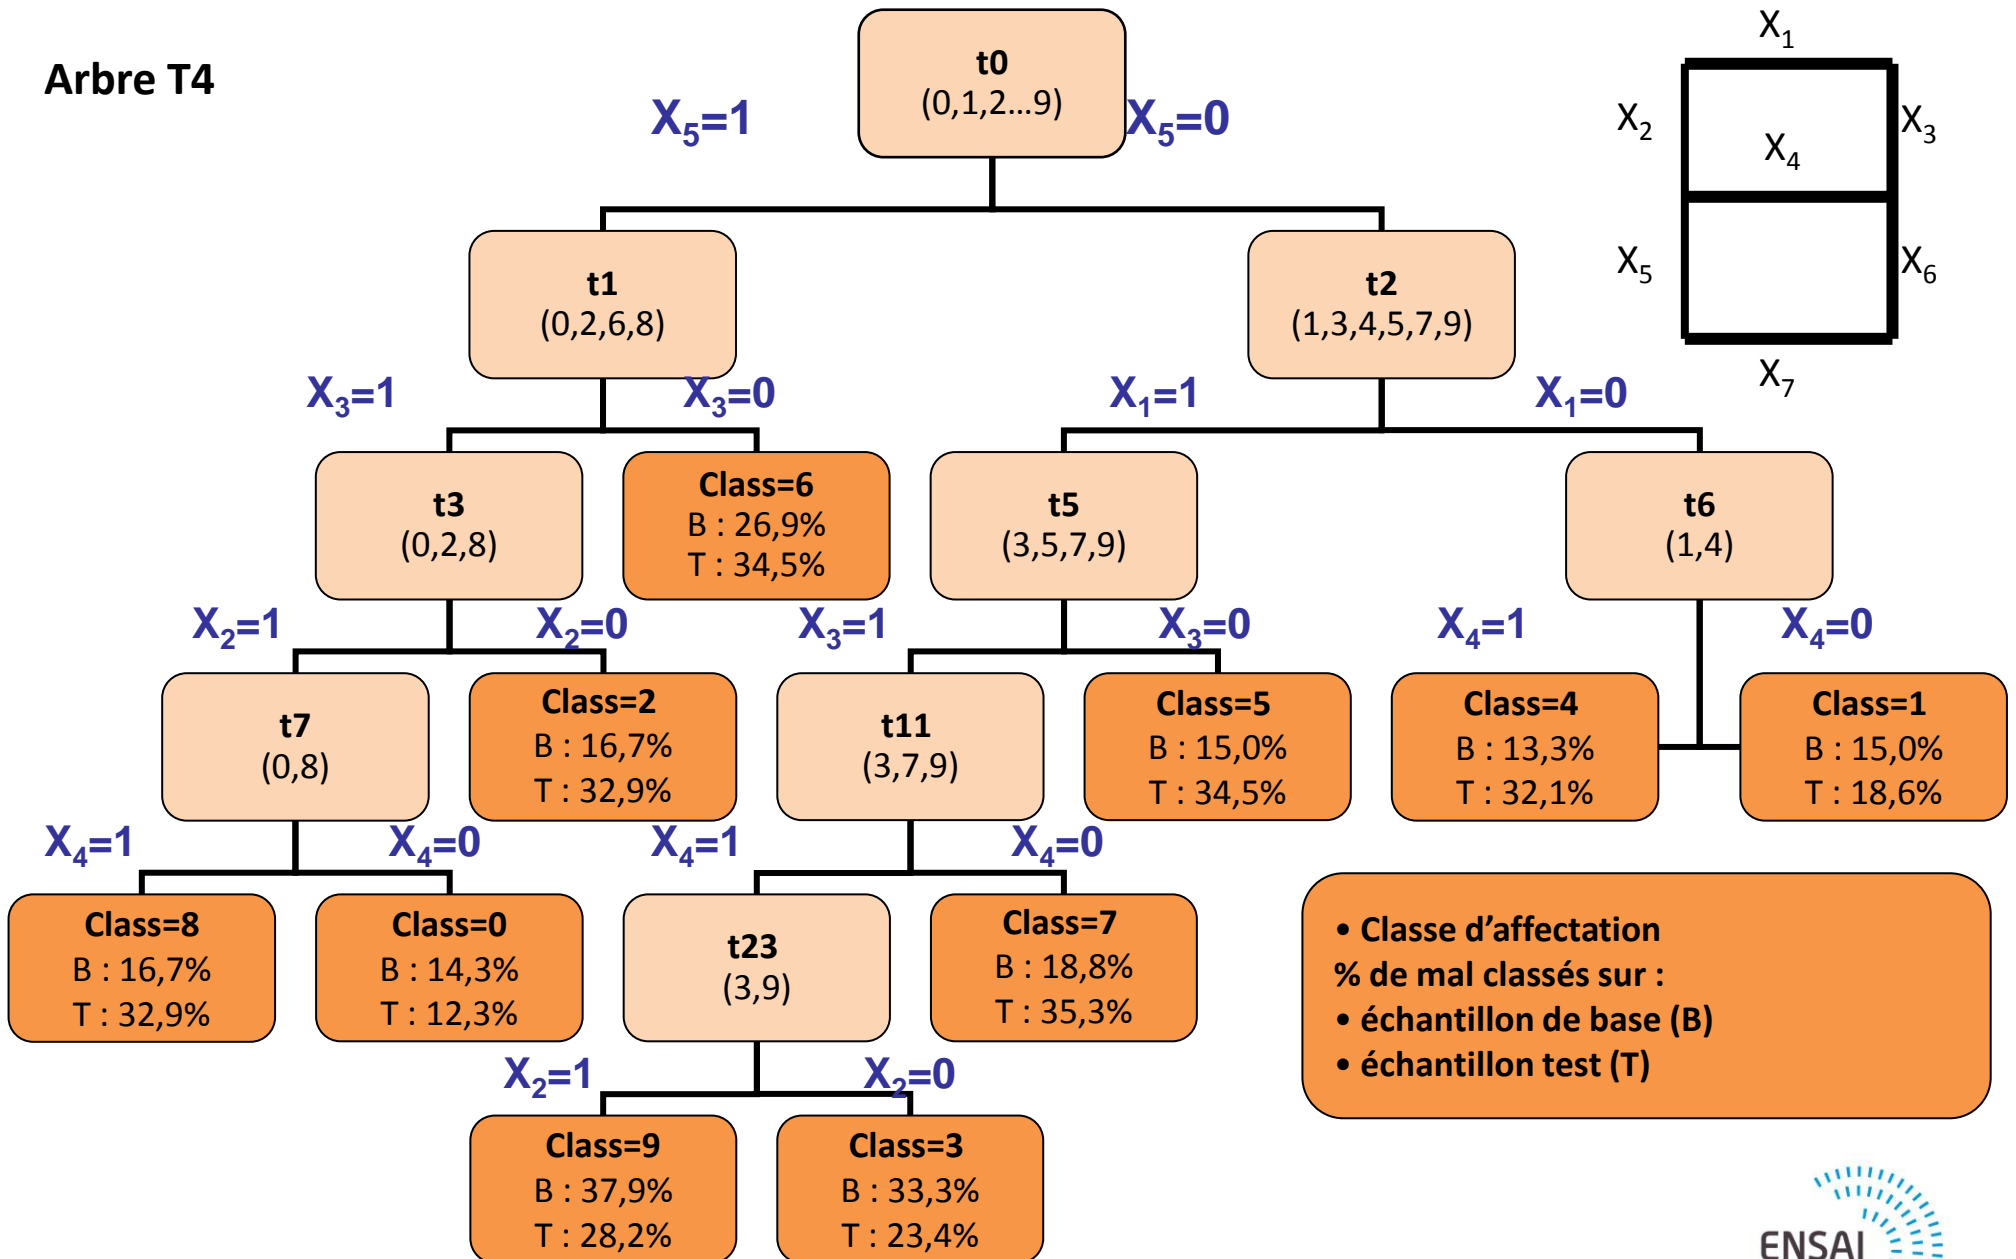 Arbre T4
t0
(0,1,2...9)
X5=1
X5=0
X1
X2
X3
X4
X5
X6
X7
t1
(0,2,6,8)
t2
(1,3,4,5,7,9)
X3=1
X3=0
X1=1
X1=0
t3
(0,2,8)
Class=6
B : 26,9%
T : 34,5%
t5
(3,5,7,9)
t6
(1,4)
X2=1
X2=0
X3=1
X3=0
X4=1
X4=0
t7
(0,8)
Class=2
B : 16,7%
T : 32,9%
t11
(3,7,9)
Class=5
B : 15,0%
T : 34,5%
Class=4
B : 13,3%
T : 32,1%
Class=1
B : 15,0%
T : 18,6%
X4=1
X4=0
X4=1
X4=0
Class=8
B : 16,7%
T : 32,9%
Class=0
B : 14,3%
T : 12,3%
t23
(3,9)
Class=7
B : 18,8%
T : 35,3%
• Classe d’affectation
% de mal classés sur :
• échantillon de base (B)
• échantillon test (T)
X2=1
X2=0
Class=9
B : 37,9%
T : 28,2%
Class=3
B : 33,3%
T : 23,4%
ENSAI